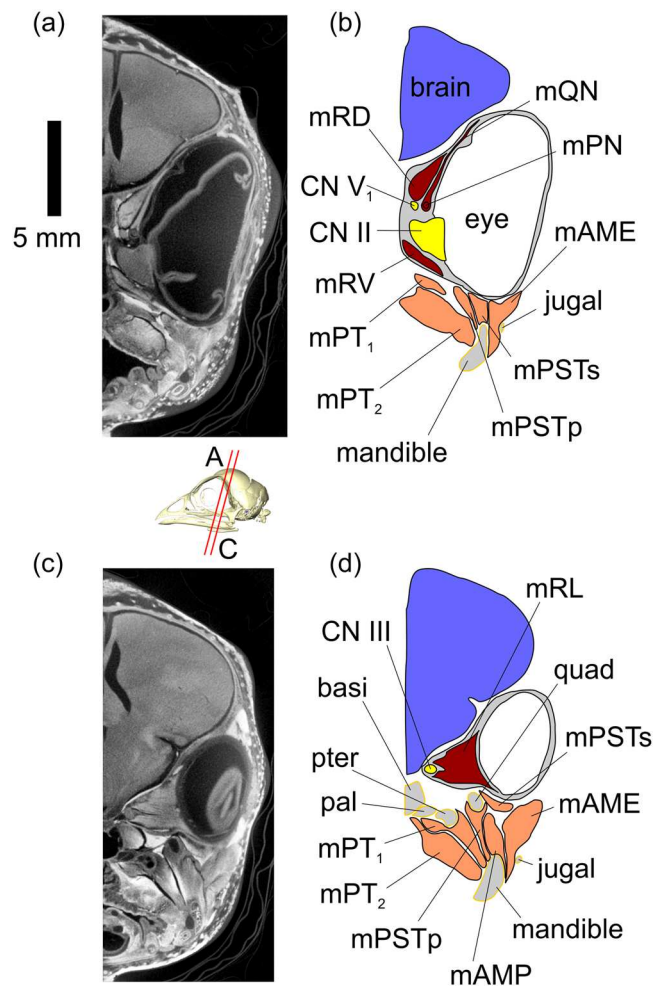 (a)
(b)
brain
mQN
mRD
mPN
CN V₁
5 mm
CN II
eye
mAME
mRV
jugal
mPT₁
mPSTs
mPT₂
mPSTp
mandible
A
C
(c)
(d)
mRL
CN III
quad
basi
mPSTs
pter
mAME
pal
mPT₁
jugal
mPT₂
mPSTp
mandible
mAMP